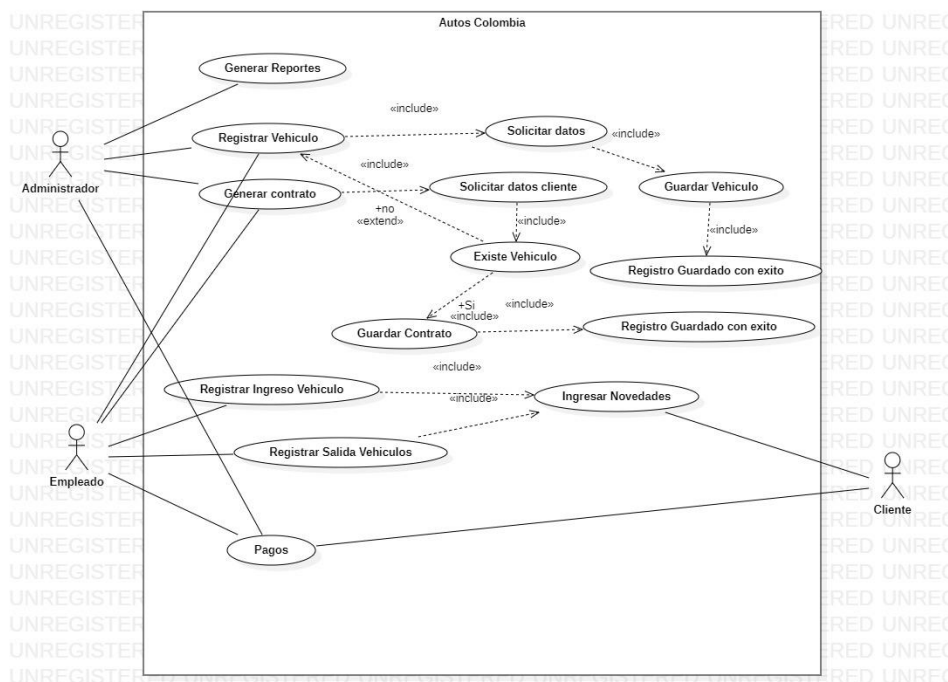 Autos Colombia
Generar Reportes
«include»
Registrar Vehiculo
Solicitar datos
«include»
«include»
Administrador
Generar contrato
Solicitar datos cliente
Guardar Vehiculo
+no
«extend»
«include»
«include»
Existe Vehiculo
Registro Guardado con exito
+Si
«include»
«include»
Guardar Contrato
Registro Guardado con exito
«include»
Registrar Ingreso Vehiculo
«include»
Ingresar Novedades
Registrar Salida Vehiculos
Empleado
Cliente
Pagos
UNREGISTERED